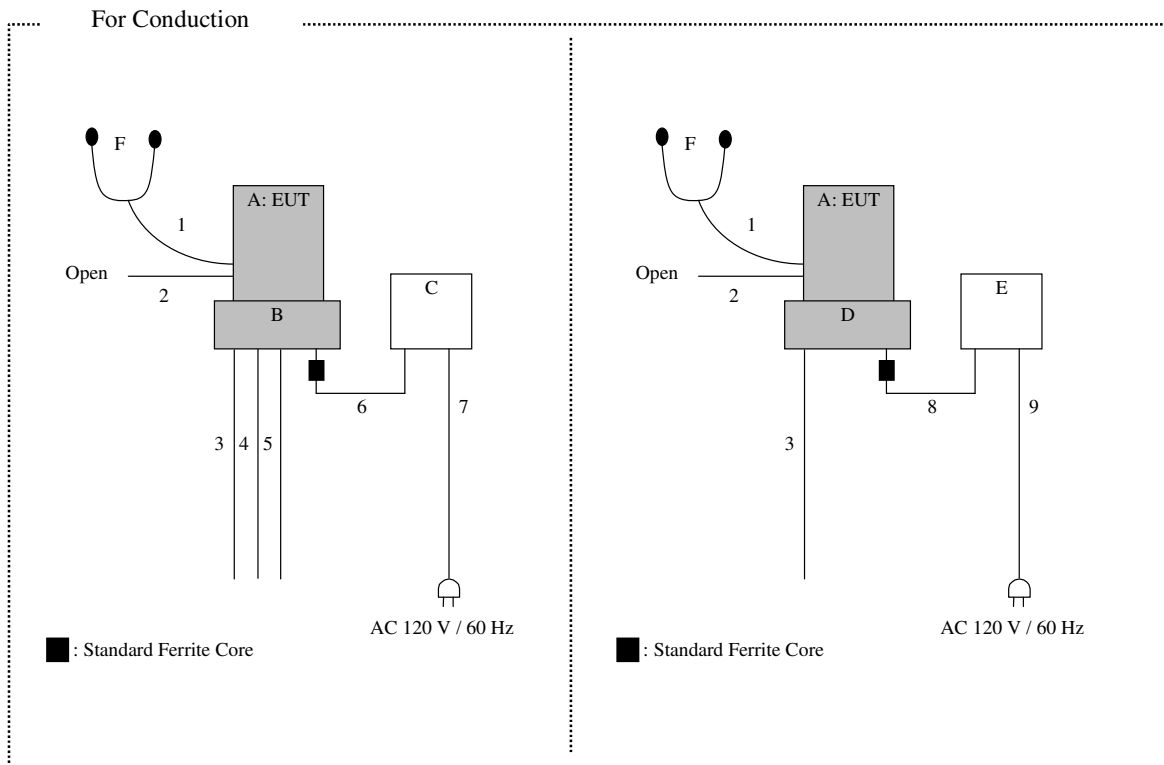 For Conduction
F
A: EUT
1
Open
2
B
C
6
7
3 4 5
AC 120 V / 60 Hz
: Standard Ferrite Core
F
A: EUT
1
Open
2
D
E
8
9
3
AC 120 V / 60 Hz
: Standard Ferrite Core